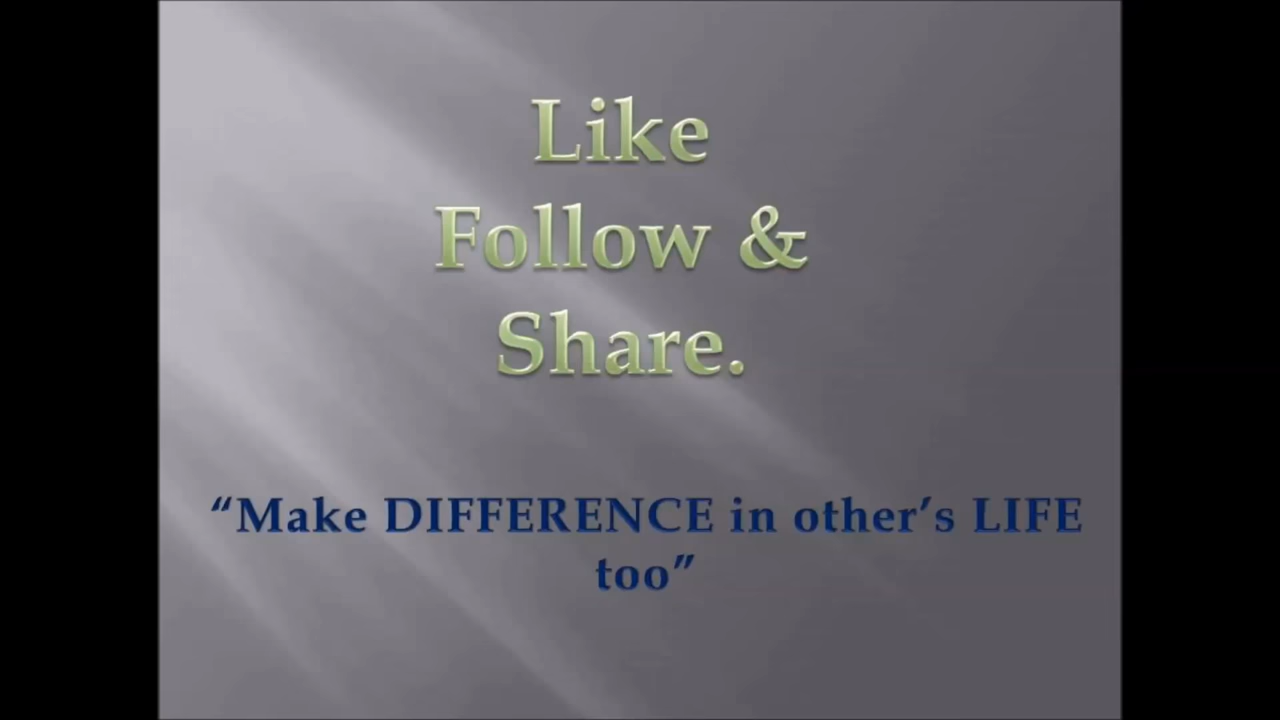 Like
Follow &
Share.
“Make DIFFERENCE in other’s LIFE
too”